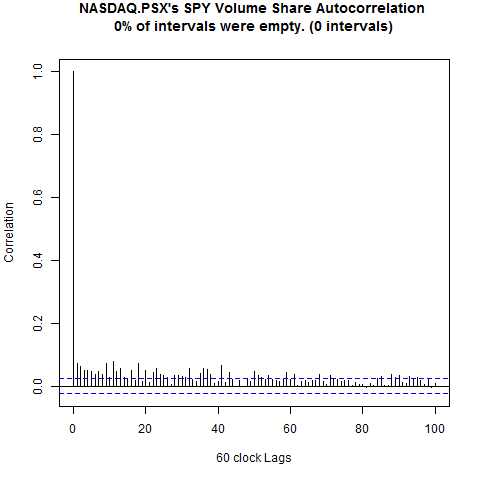 NASDAQ.PSX's SPY Volume Share Autocorrelation
0% of intervals were empty. (0 intervals)
1.0
0.8
0.6
0.4
0.2
0.0
Correlation
0 20 40 60 80 100
60 clock Lags